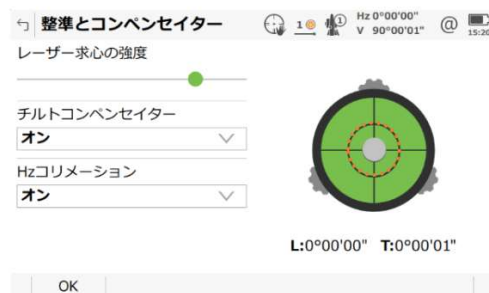 整準とコンペンセイター
1
1
Hz 0°00'00"
V 90°00'01"
@
15:20
レーザー求心の強度
チルトコンペンセイター
オン
Hzコリメーション
オン
L:0°00'00" T:0°00'01"
OK